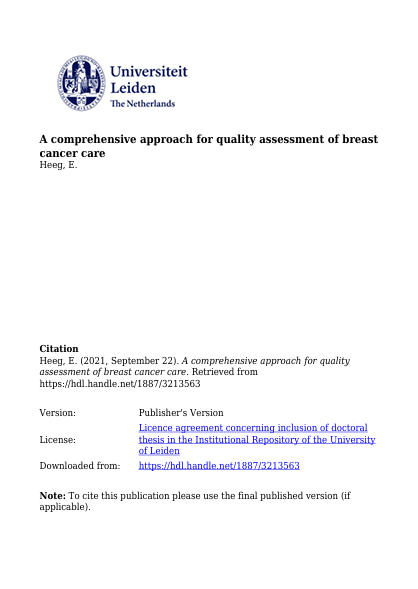 Universiteit
Leiden
The Netherlands
A comprehensive approach for quality assessment of breast
cancer care
Heeg, E.
Citation
Heeg, E. (2021, September 22). A comprehensive approach for quality
assessment of breast cancer care. Retrieved from
https://hdl.handle.net/1887/3213563
Version: Publisher's Version
License: Licence agreement concerning inclusion of doctoral
thesis in the Institutional Repository of the University
of Leiden
Downloaded from: https://hdl.handle.net/1887/3213563
Note: To cite this publication please use the final published version (if
applicable).